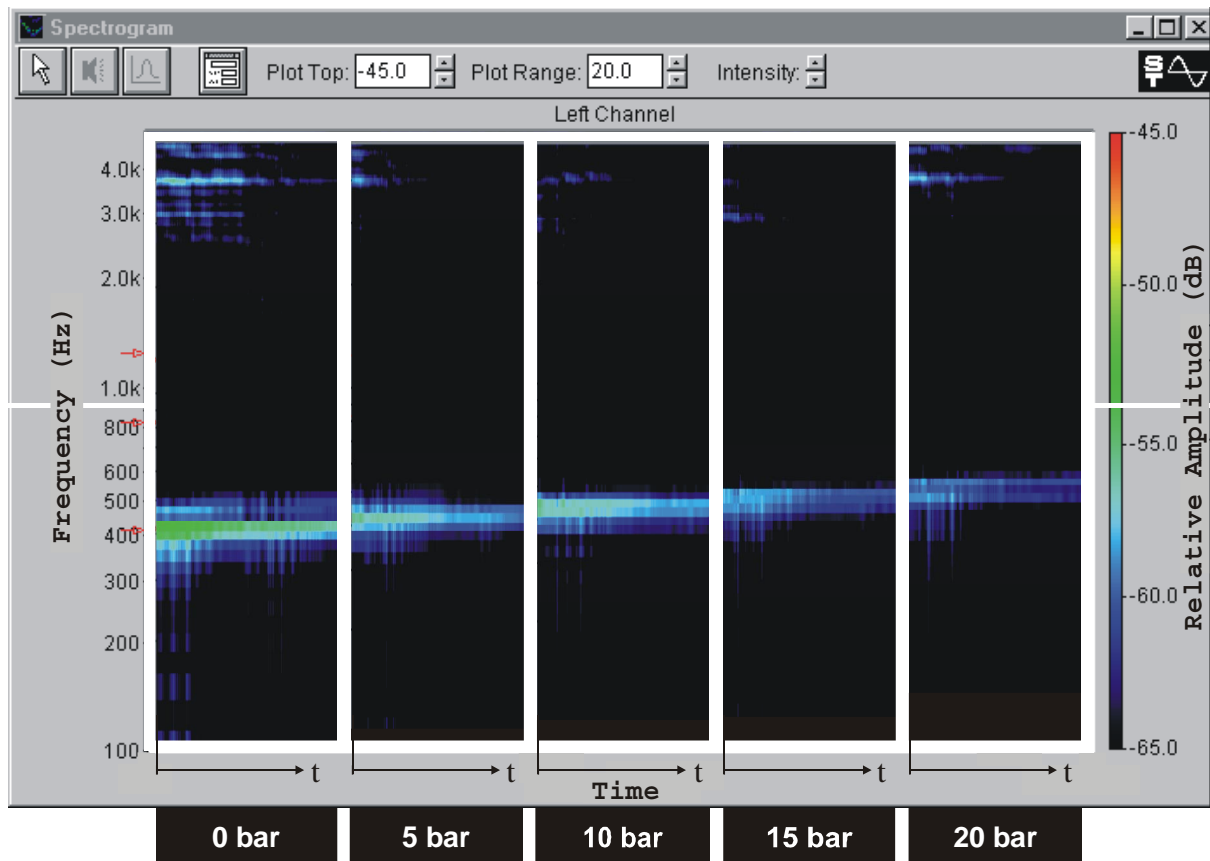 Spectrogram
Plot Top: -45.0 Plot Range: 20.0 Intensity:
S
T
Left Channel
4.0k
3.0k
2.0k
1.0k
800
600
500
400
300
200
100
Frequency (Hz)
-45.0
-50.0
-55.0
-60.0
-65.0
Relative Amplitude (dB)
t t t t t
Time
0 bar 5 bar 10 bar 15 bar 20 bar